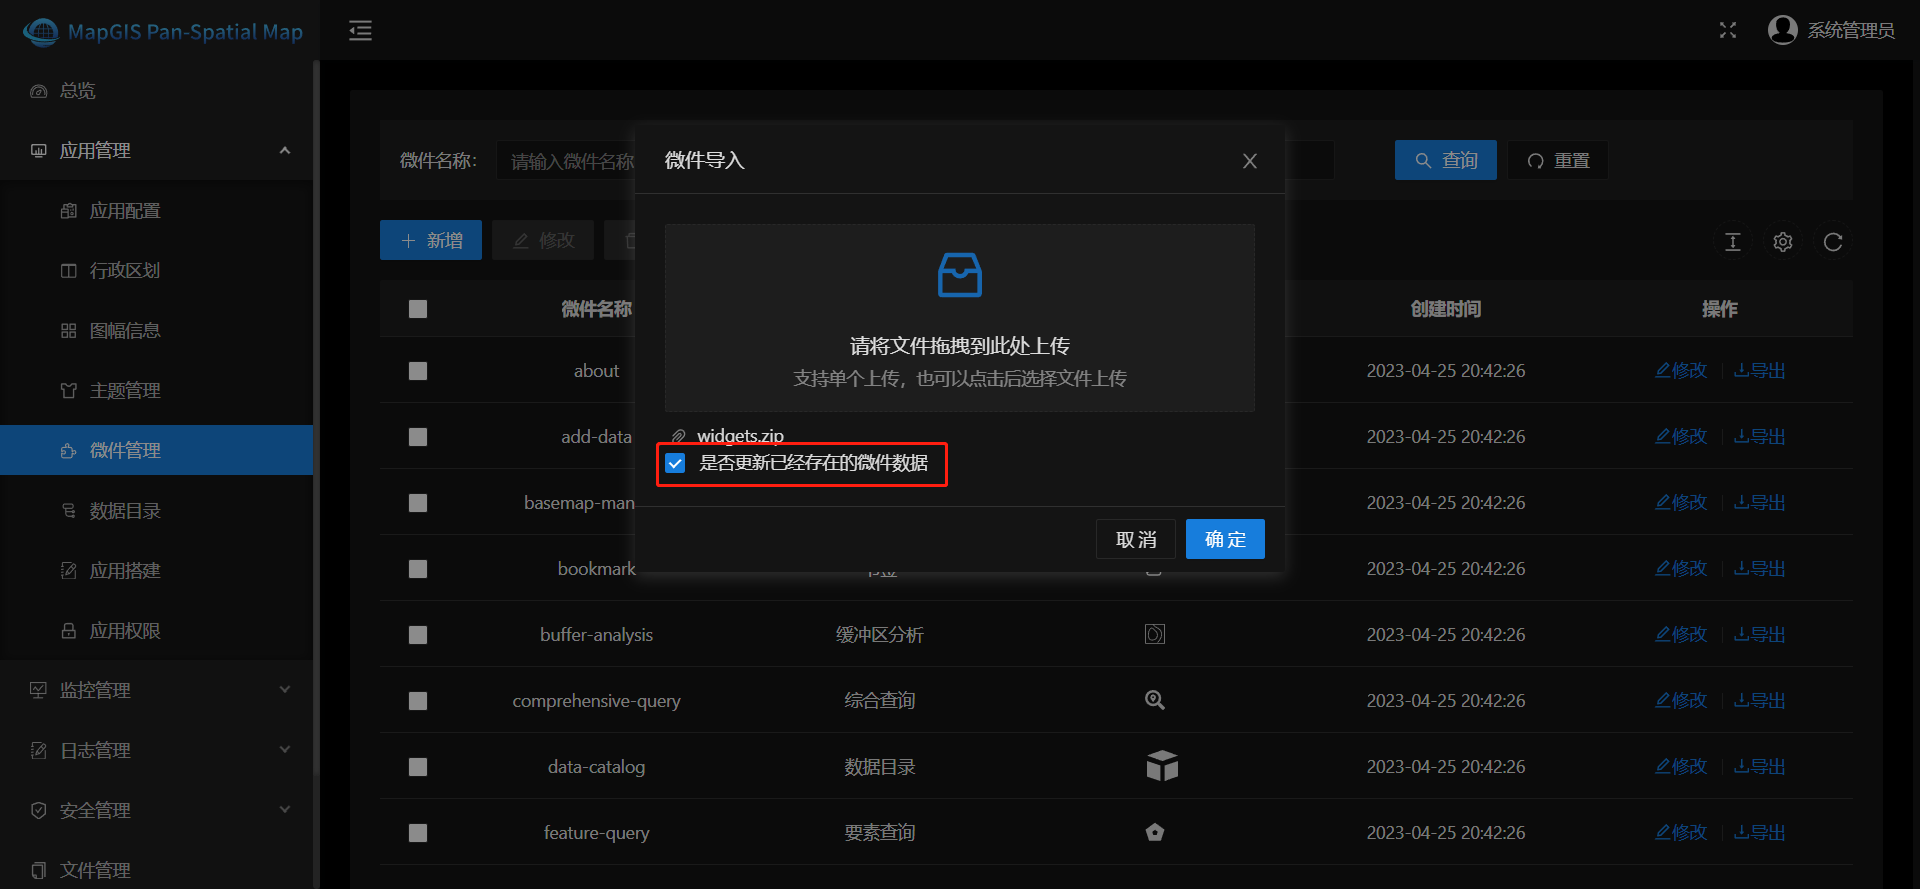 MapGIS Pan-Spatial Map
系统管理员
总览
应用管理
应用配置
行政区划
图幅信息
主题管理
微件管理
数据目录
应用搭建
应用权限
监控管理
日志管理
安全管理
文件管理
微件名称:
请输入微件名称
查询
重置
新增
修改
微件导入
请将文件拖拽到此处上传
支持单个上传，也可以点击后选择文件上传
widgets.zip
是否更新已经存在的微件数据
取 消
确 定
微件名称
创建时间
操作
about
2023-04-25 20:42:26
修改
导出
add-data
2023-04-25 20:42:26
修改
导出
basemap-man
2023-04-25 20:42:26
修改
导出
bookmark
2023-04-25 20:42:26
修改
导出
buffer-analysis
缓冲区分析
2023-04-25 20:42:26
修改
导出
comprehensive-query
综合查询
2023-04-25 20:42:26
修改
导出
data-catalog
数据目录
2023-04-25 20:42:26
修改
导出
feature-query
要素查询
2023-04-25 20:42:26
修改
导出